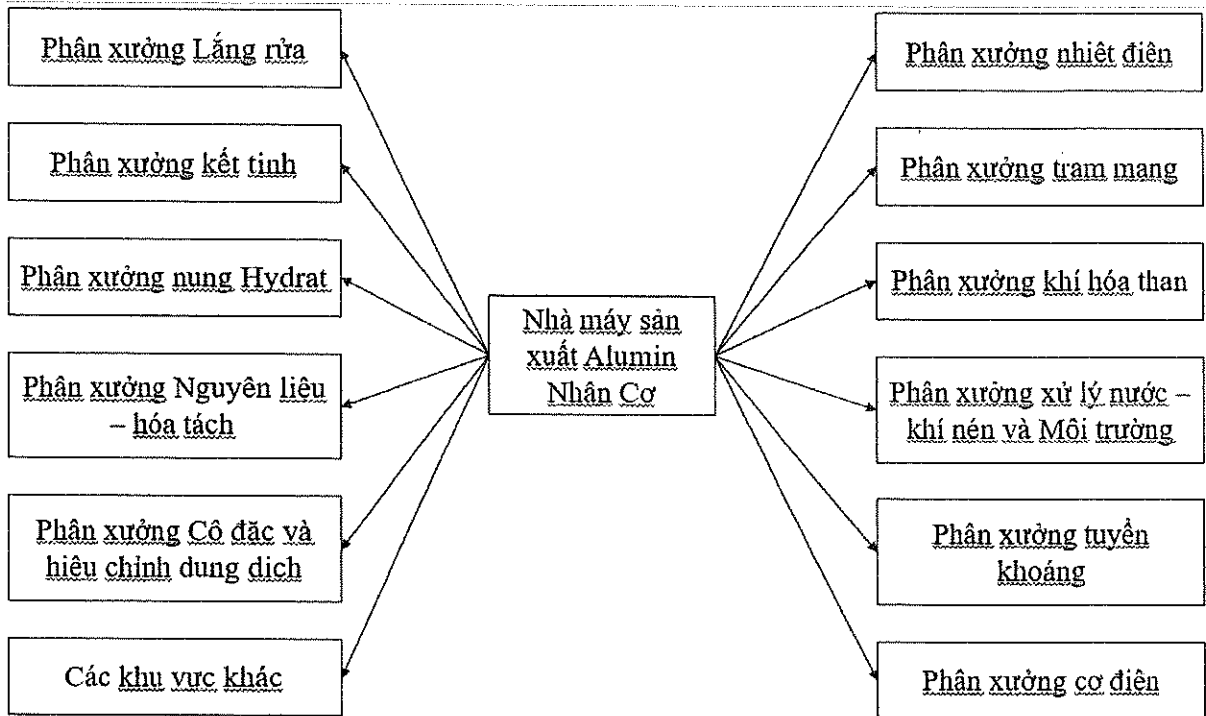 Phân xưởng Lắng rửa
Phân xưởng kết tinh
Phân xưởng nung Hydrat
Phân xưởng Nguyên liệu
– hóa tách
Phân xưởng Cô đặc và
hiệu chỉnh dung dịch
Các khu vực khác
Nhà máy sản
xuất Alumin
Nhân Cơ
Phân xưởng nhiệt điện
Phân xưởng trạm mạng
Phân xưởng khí hóa than
Phân xưởng xử lý nước –
khí nén và Môi trường
Phân xưởng tuyển
khoáng
Phân xưởng cơ điện